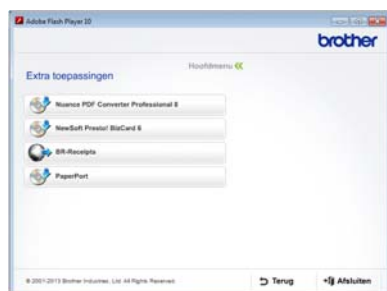 Adobe Flash Player 10
brother
Hoofdmenu
Extra toepassingen
Nuance PDF Converter Professional 8
NewSoft Presto! BizCard 6
BR-Receipts
PaperPort
© 2001-2013 Brother Industries, Ltd. All Rights Reserved.
Terug
Afsluiten